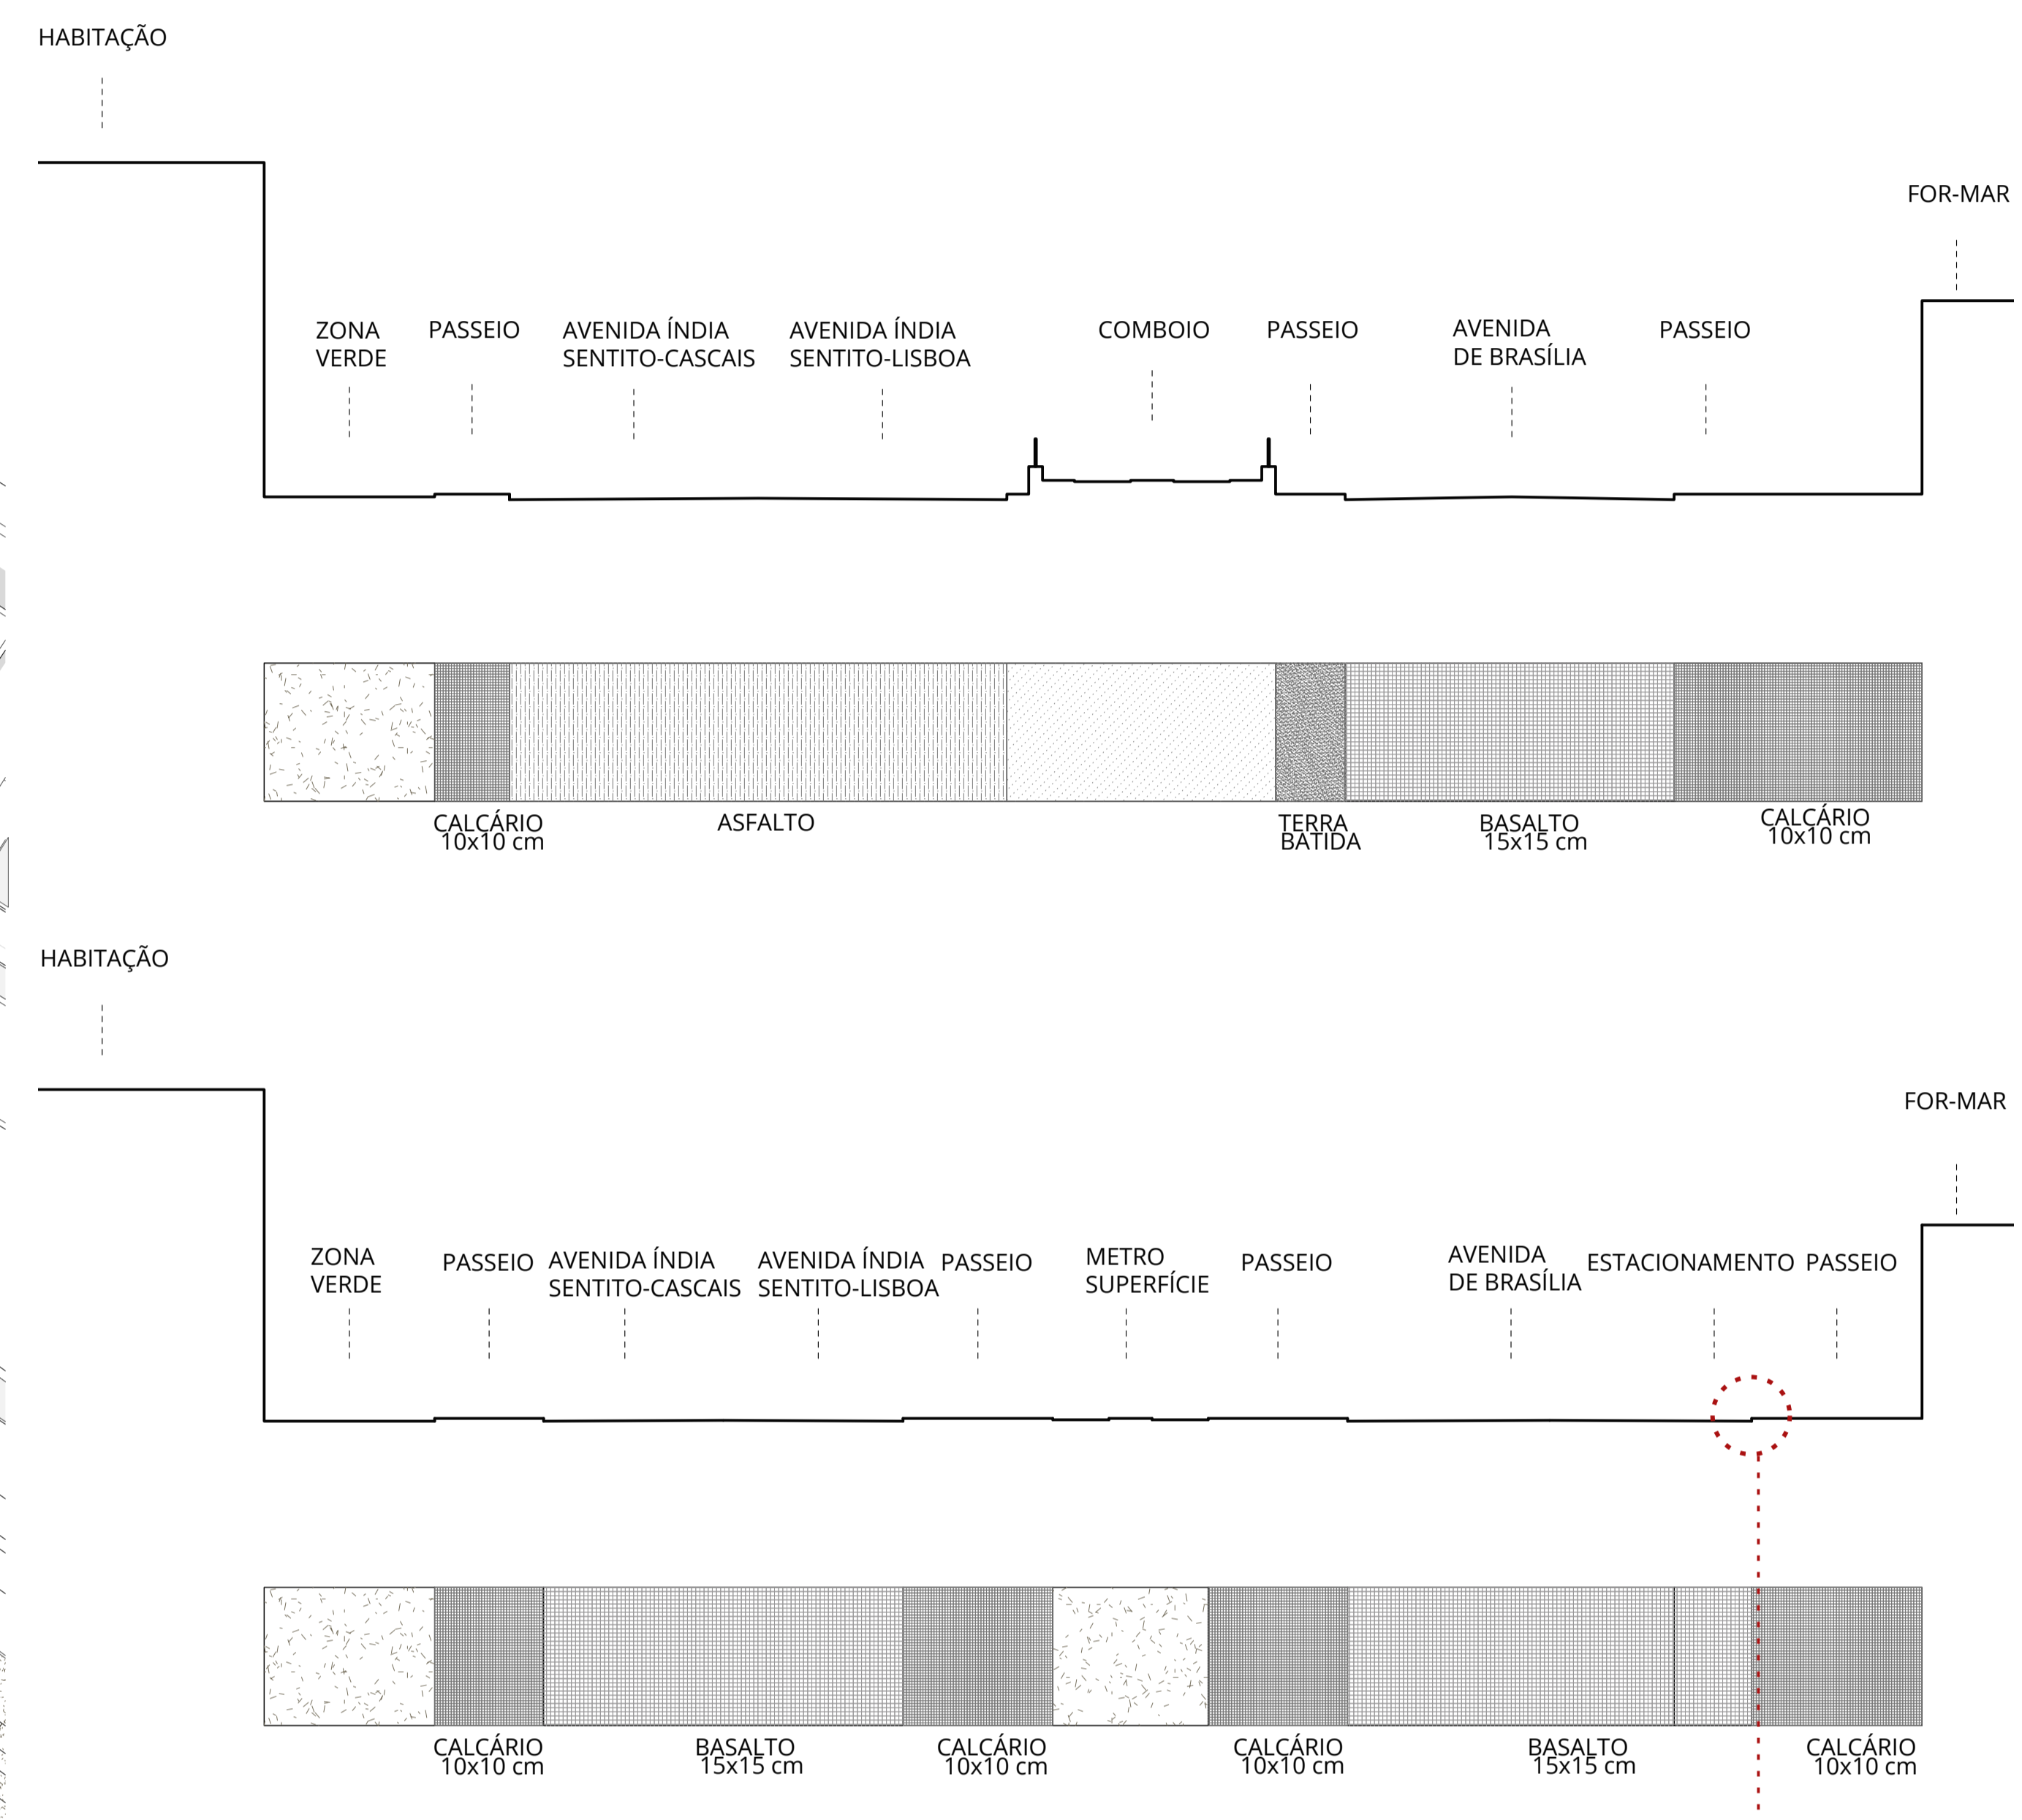 HABITAÇÃO
FOR-MAR
ZONA
VERDE
PASSEIO
AVENIDA ÍNDIA
SENTITO-CASCAIS
AVENIDA ÍNDIA
SENTITO-LISBOA
COMBOIO
PASSEIO
AVENIDA
DE BRASÍLIA
PASSEIO
CALCÁRIO
10x10 cm
ASFALTO
TERRA
BATIDA
BASALTO
15x15 cm
CALCÁRIO
10x10 cm
HABITAÇÃO
FOR-MAR
ZONA
VERDE
PASSEIO
AVENIDA ÍNDIA
SENTITO-CASCAIS
AVENIDA ÍNDIA
SENTITO-LISBOA
PASSEIO
METRO
SUPERFÍCIE
PASSEIO
AVENIDA
DE BRASÍLIA
ESTACIONAMENTO
PASSEIO
CALCÁRIO
10x10 cm
BASALTO
15x15 cm
CALCÁRIO
10x10 cm
CALCÁRIO
10x10 cm
BASALTO
15x15 cm
CALCÁRIO
10x10 cm